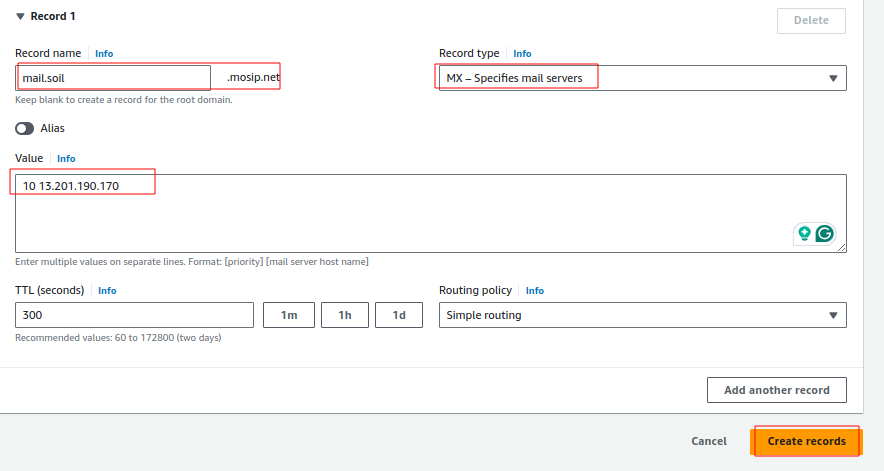 ▼ Record 1
Delete
Record name Info
Record type Info
mail.soil .mosip.net
MX – Specifies mail servers
Keep blank to create a record for the root domain.
Alias
Value Info
10 13.201.190.170
Enter multiple values on separate lines. Format: [priority] [mail server host name]
TTL (seconds) Info
Routing policy Info
300 1m 1h 1d
Simple routing
Recommended values: 60 to 172800 (two days)
Add another record
Cancel Create records